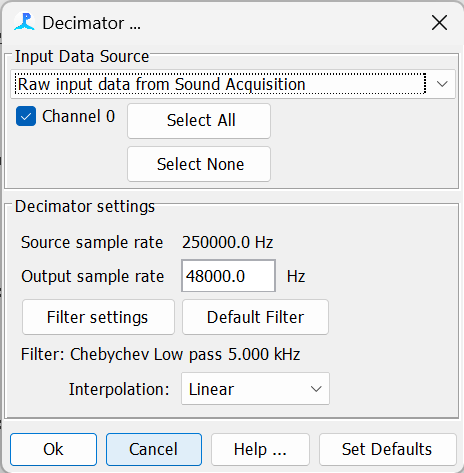 Decimator ...
Input Data Source
Raw input data from Sound Acquisition
Channel 0
Select All
Select None
Decimator settings
Source sample rate 250000.0 Hz
Output sample rate 48000.0 Hz
Filter settings Default Filter
Filter: Chebychev Low pass 5.000 kHz
Interpolation: Linear
Ok Cancel Help ... Set Defaults